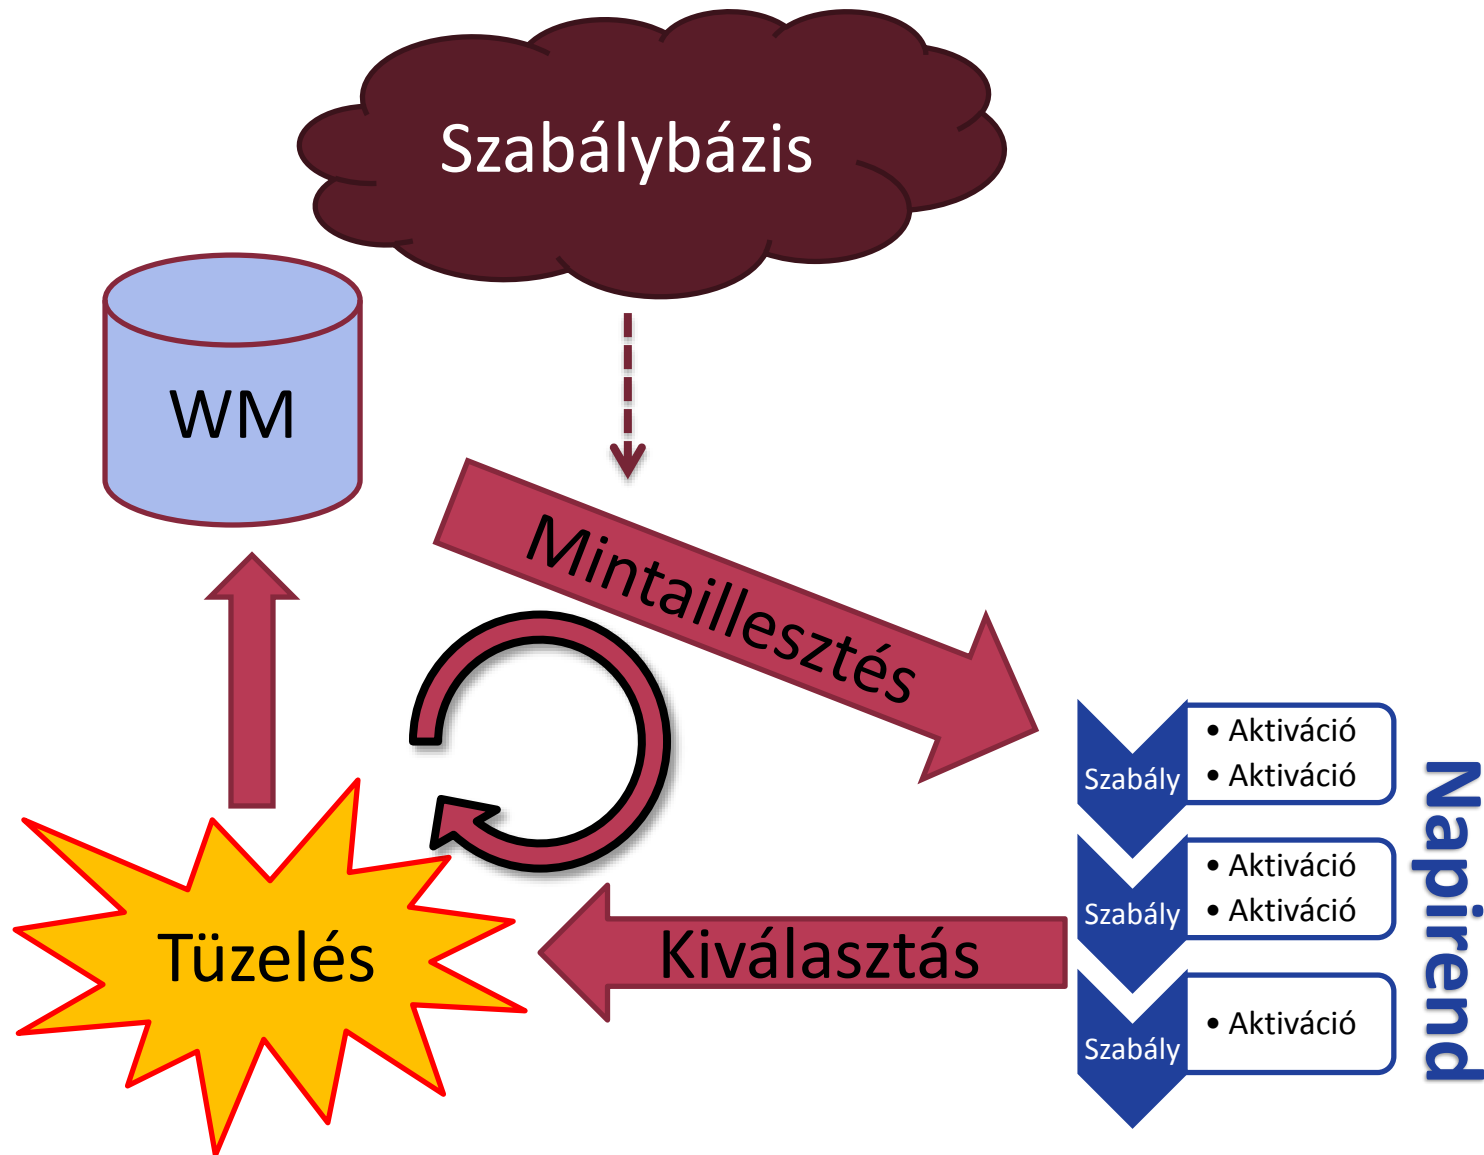 Szabálybázis
WM
Mintaillesztés
Szabály
• Aktiváció
• Aktiváció
Szabály
• Aktiváció
• Aktiváció
Szabály
• Aktiváció
Napirend
Kiválasztás
Tüzelés